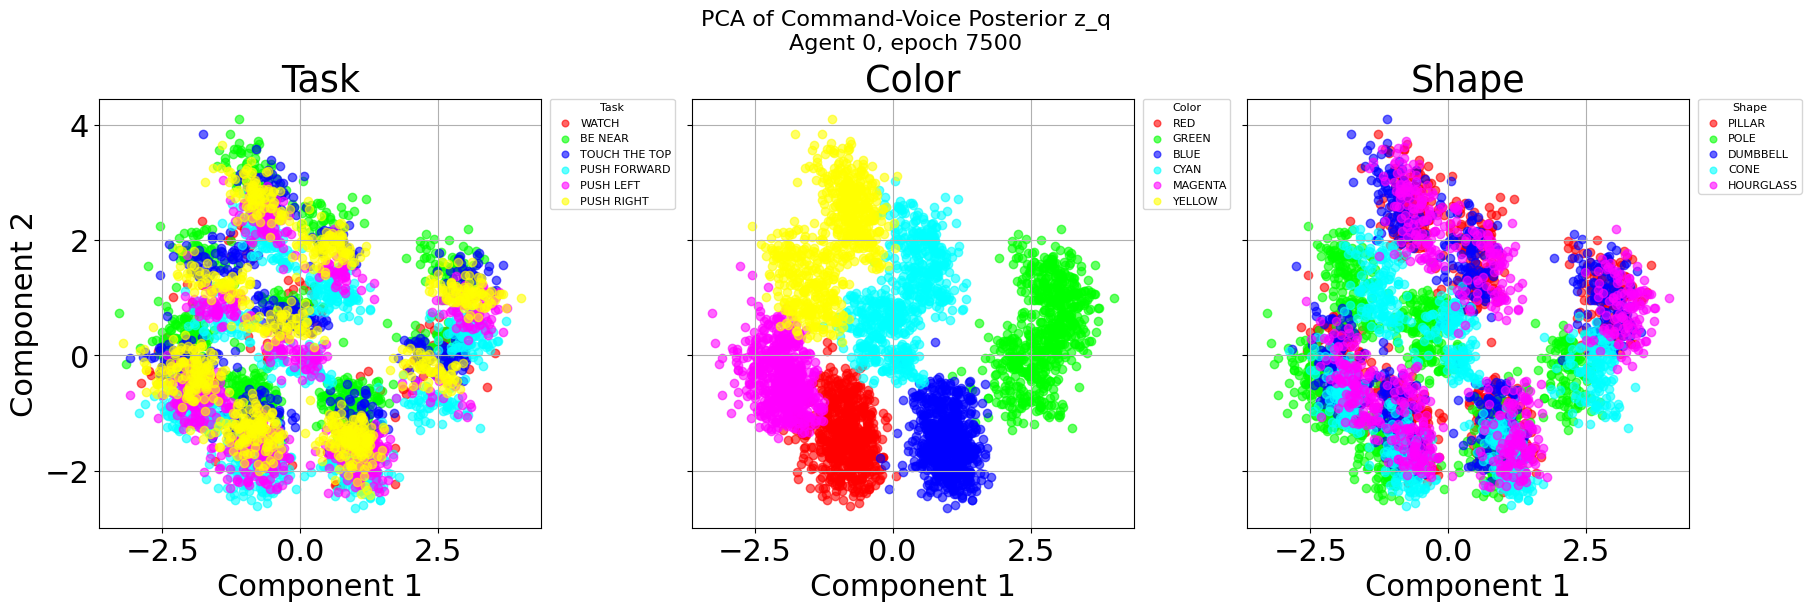 PCA of Command-Voice Posterior z_q
Agent 0, epoch 7500
Task
Color
Shape
Component 2
4
2
0
−2
−2.5 0.0 2.5
Component 1
Task
WATCH
BE NEAR
TOUCH THE TOP
PUSH FORWARD
PUSH LEFT
PUSH RIGHT
−2.5 0.0 2.5
Component 1
Color
RED
GREEN
BLUE
CYAN
MAGENTA
YELLOW
−2.5 0.0 2.5
Component 1
Shape
PILLAR
POLE
DUMBBELL
CONE
HOURGLASS